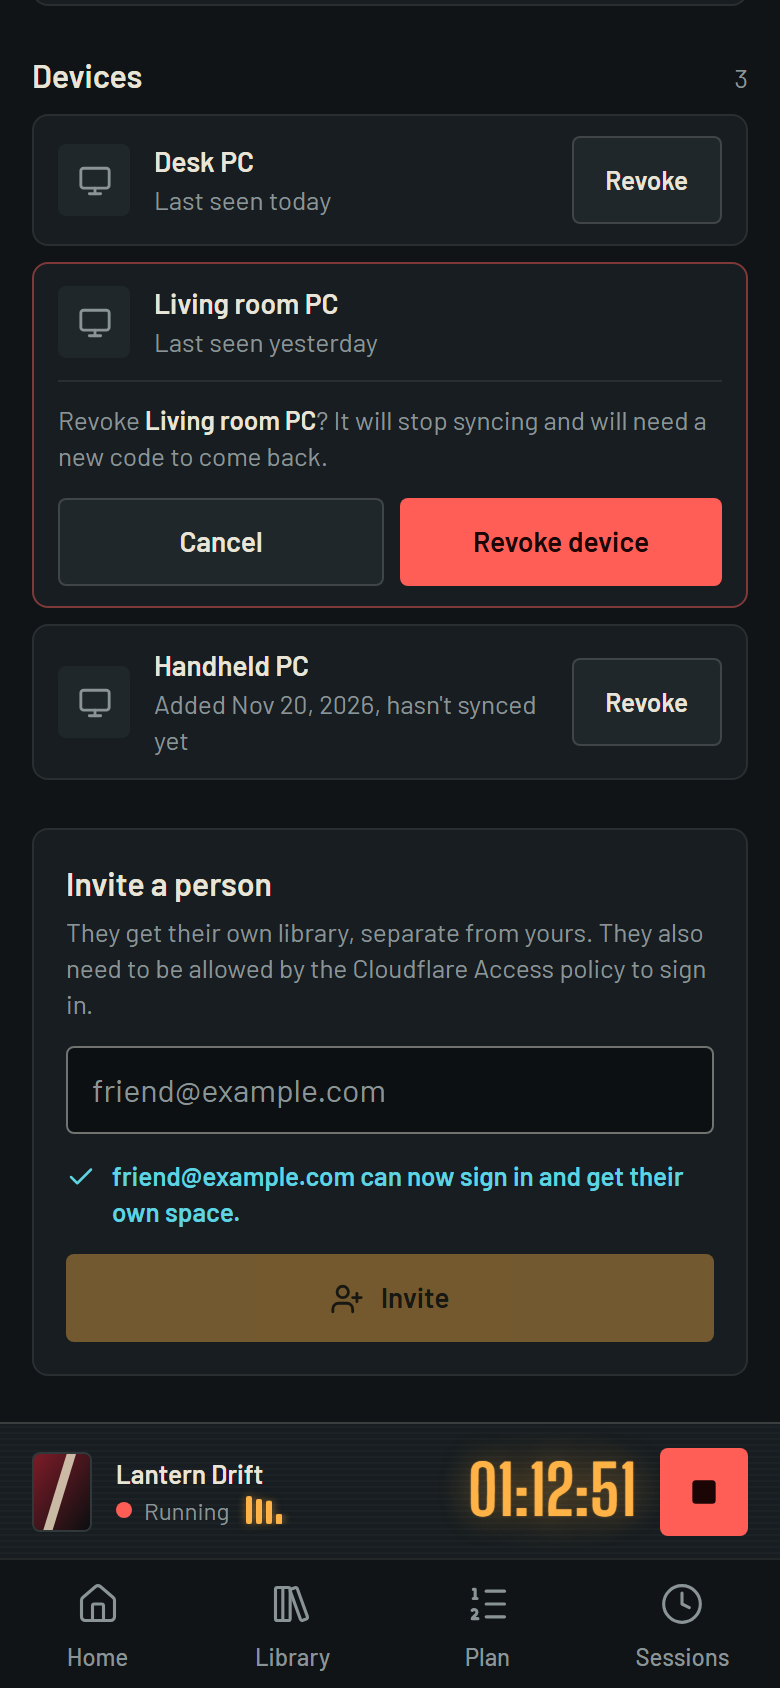 Devices
3
Desk PC
Last seen today
Revoke
Living room PC
Last seen yesterday
Revoke Living room PC? It will stop syncing and will need a
new code to come back.
Cancel
Revoke device
Handheld PC
Added Nov 20, 2026, hasn't synced
yet
Revoke
Invite a person
They get their own library, separate from yours. They also
need to be allowed by the Cloudflare Access policy to sign
in.
friend@example.com
friend@example.com can now sign in and get their
own space.
Invite
Lantern Drift
Running
01:12:51
Home
Library
Plan
Sessions